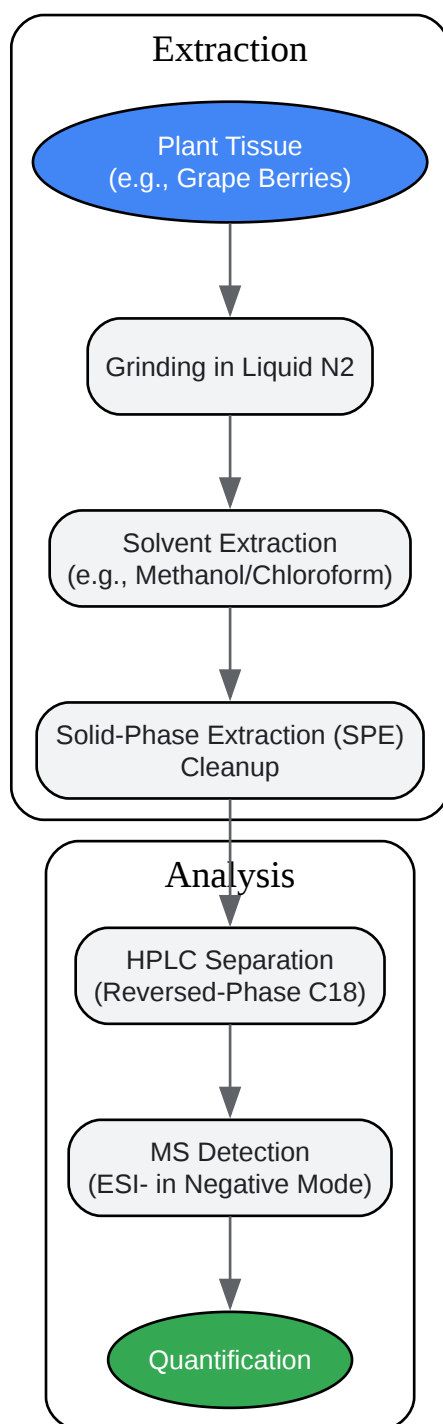 Extraction
Plant Tissue
(e.g., Grape Berries)
Grinding in Liquid N2
Solvent Extraction
(e.g., Methanol/Chloroform)
Solid-Phase Extraction (SPE)
Cleanup
Analysis
HPLC Separation
(Reversed-Phase C18)
MS Detection
(ESI- in Negative Mode)
Quantification